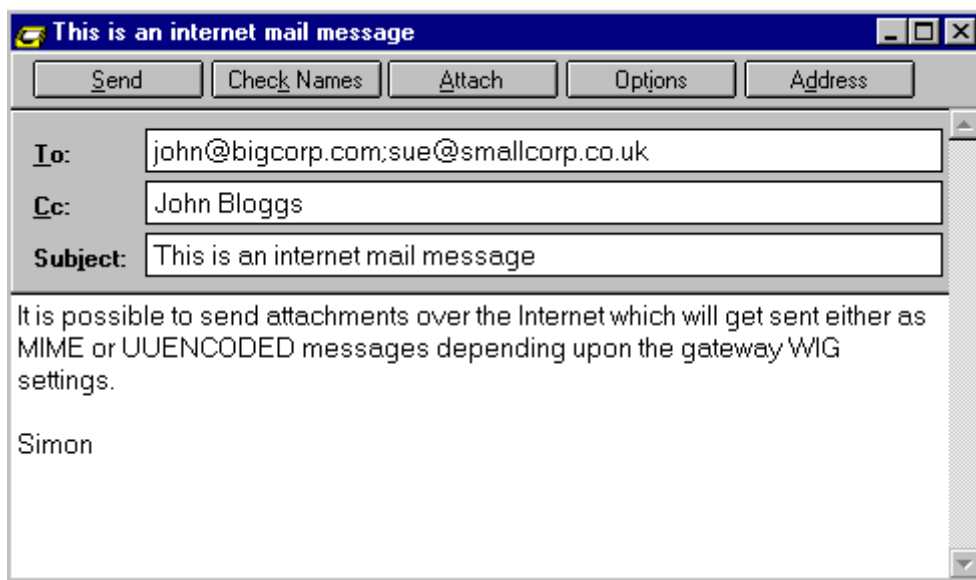 This is an internet mail message
Send Check Names Attach Options Address
To: john@bigcorp.com;sue@smallcorp.co.uk
Cc: John Bloggs
Subject: This is an internet mail message
It is possible to send attachments over the Internet which will get sent either as
MIME or UUENCODED messages depending upon the gateway WIG
settings.
Simon